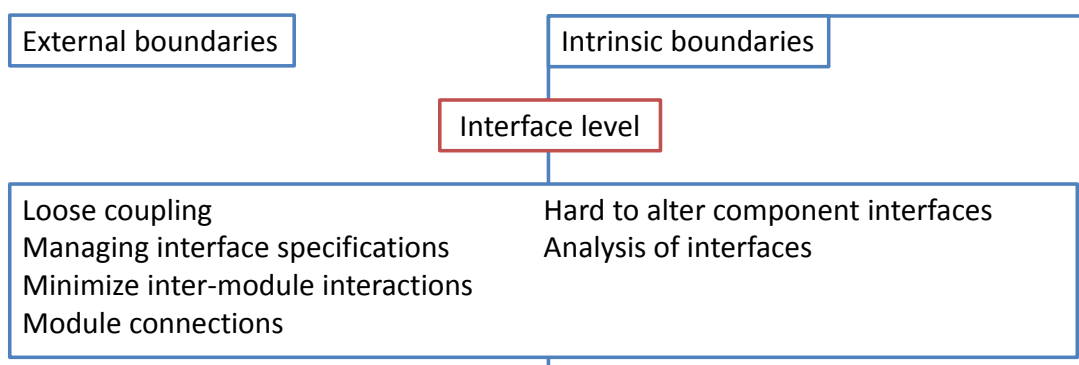 External boundaries
Intrinsic boundaries
Interface level
Loose coupling
Managing interface specifications
Minimize inter-module interactions
Module connections
Hard to alter component interfaces
Analysis of interfaces